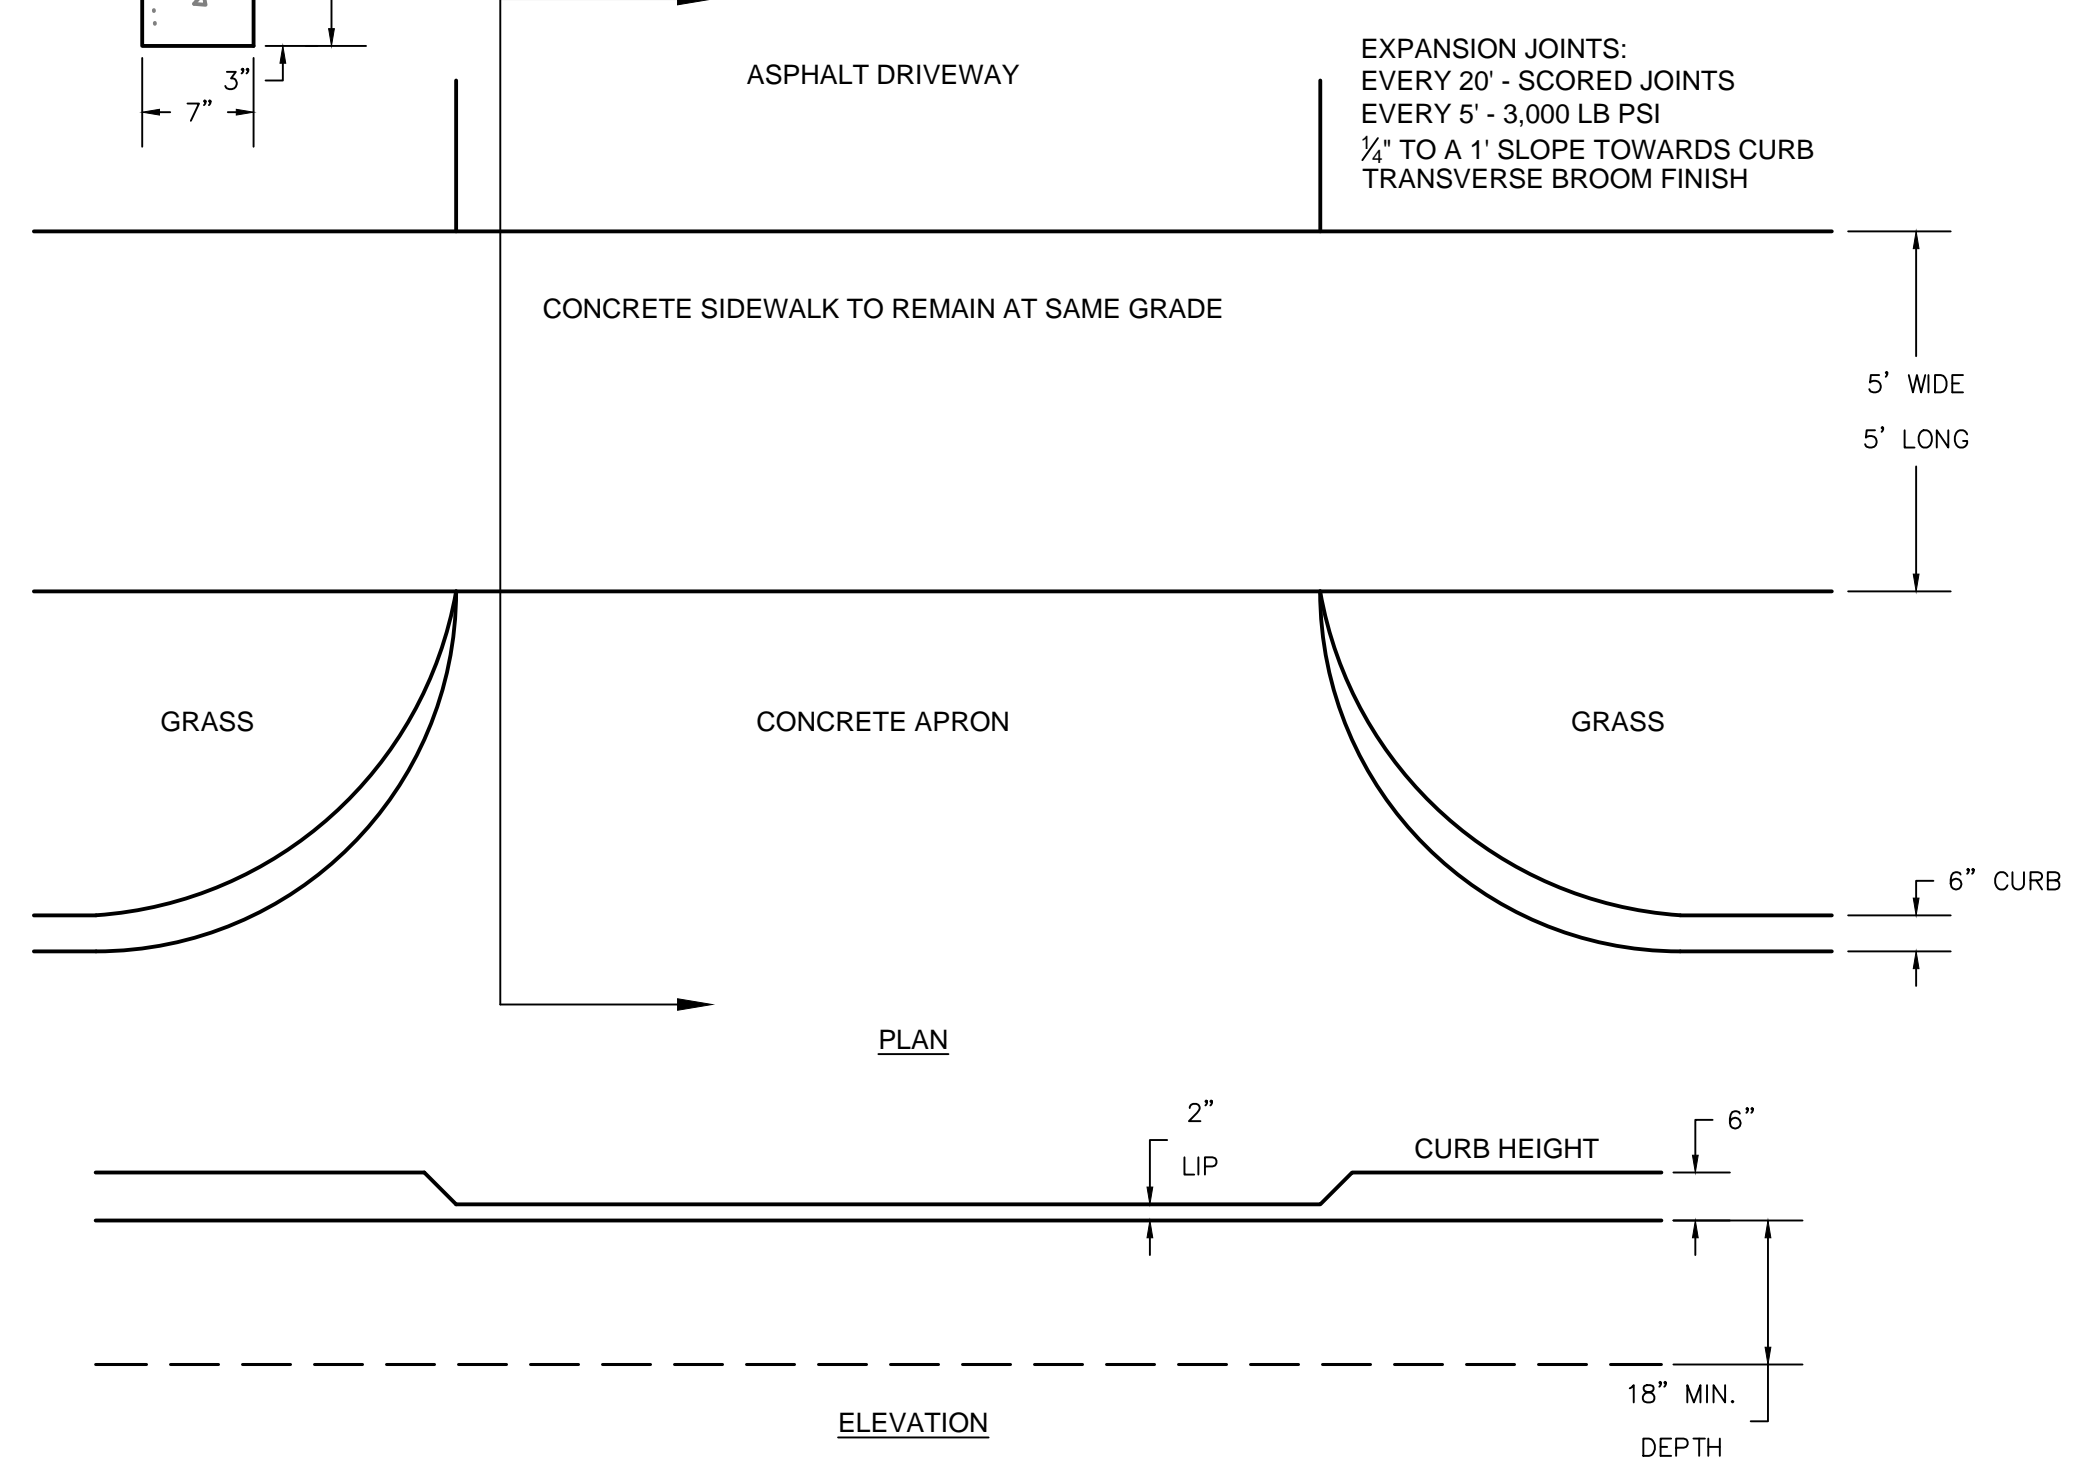 3”
7”
ASPHALT DRIVEWAY
EXPANSION JOINTS:
EVERY 20' - SCORED JOINTS
EVERY 5' - 3,000 LB PSI
¼" TO A 1' SLOPE TOWARDS CURB
TRANSVERSE BROOM FINISH
CONCRETE SIDEWALK TO REMAIN AT SAME GRADE
5’ WIDE
5’ LONG
GRASS
CONCRETE APRON
GRASS
6” CURB
PLAN
2”
LIP
CURB HEIGHT
6”
18” MIN.
DEPTH
ELEVATION